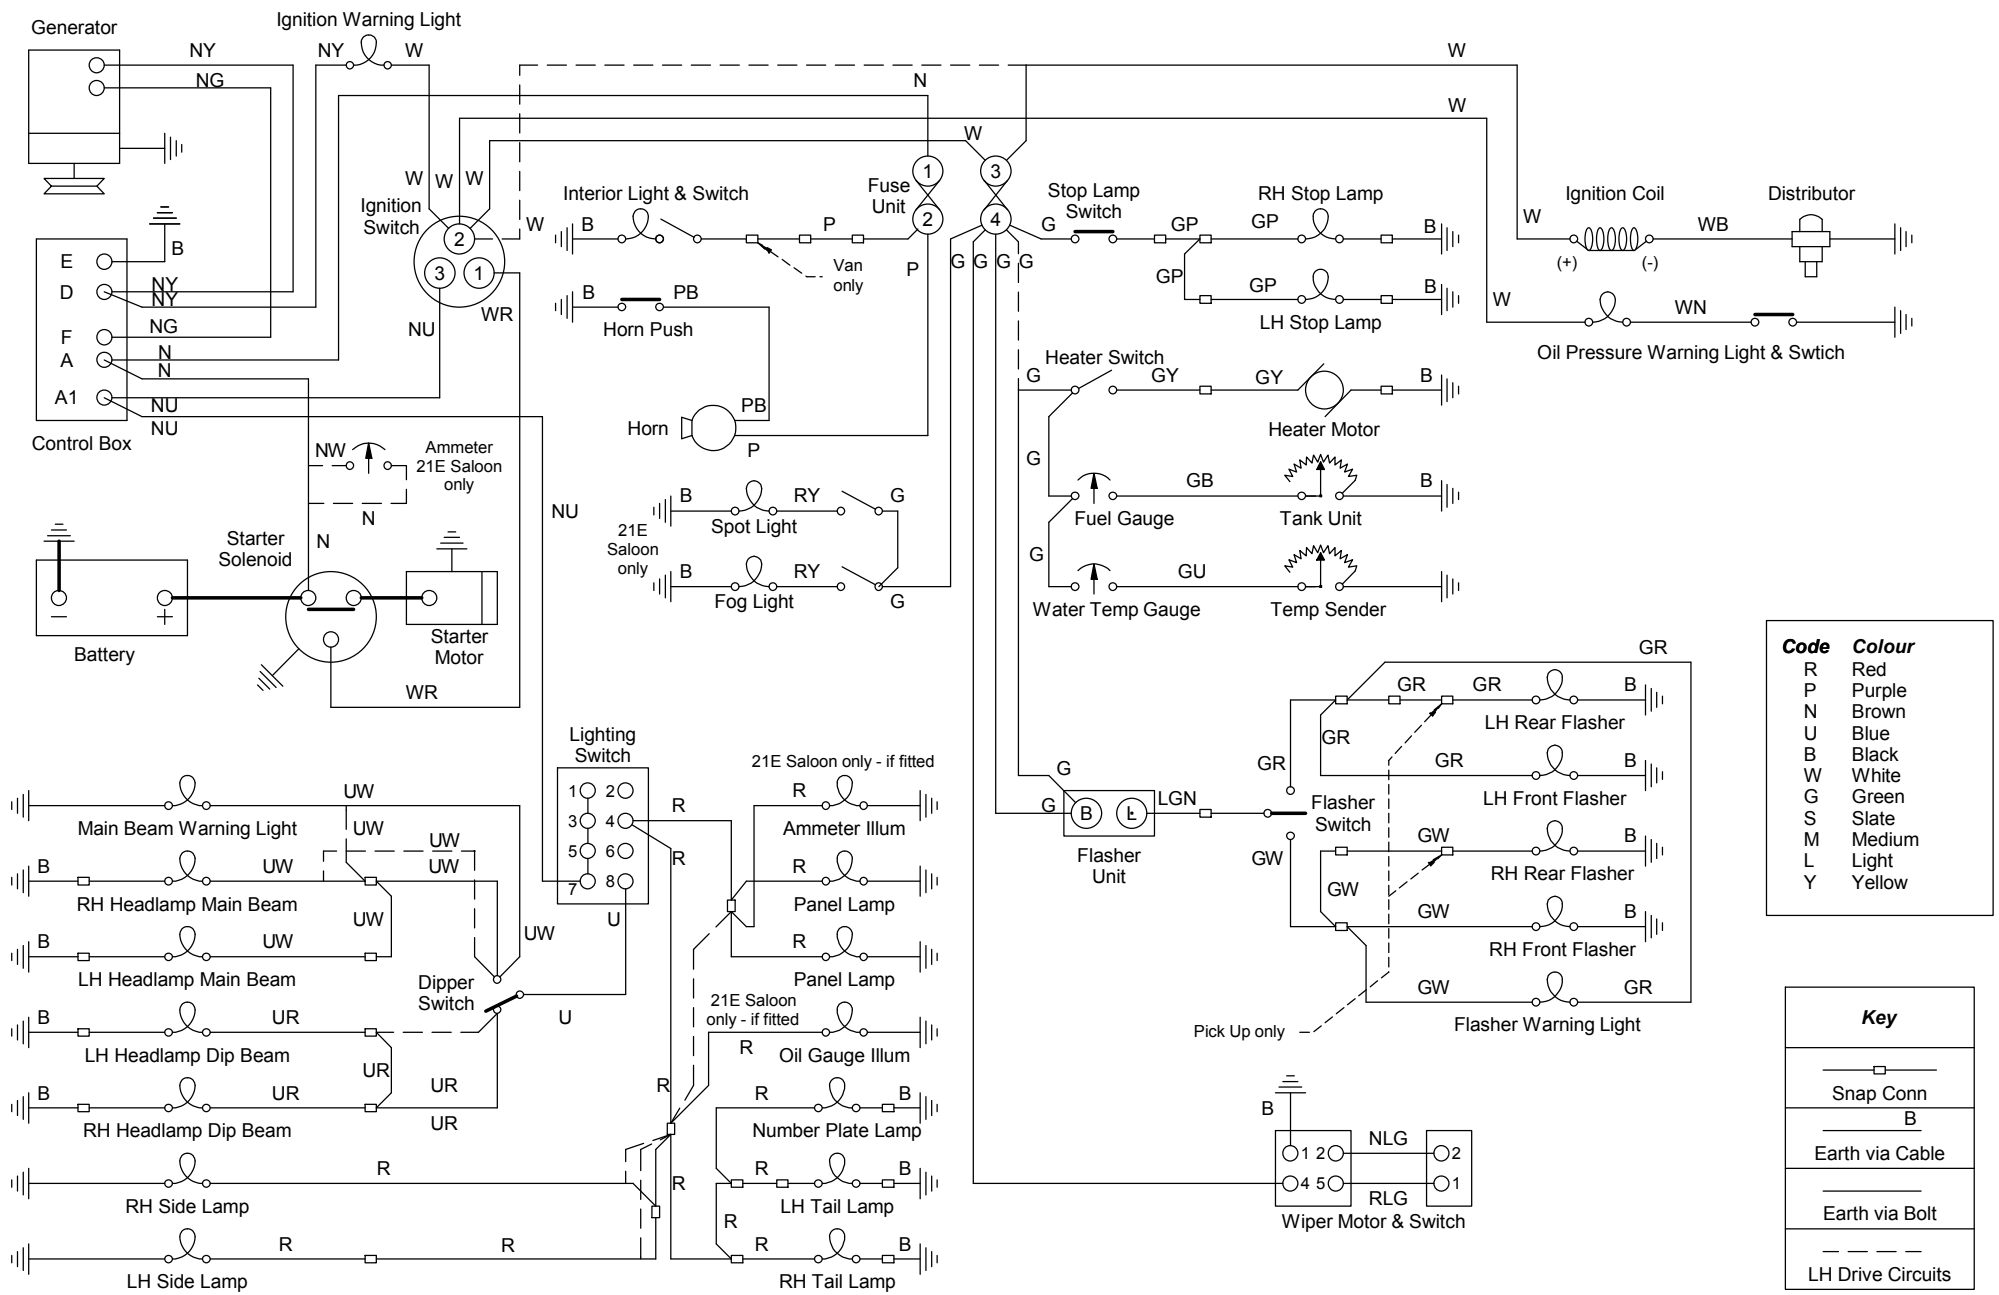 Generator
Ignition Warning Light
NY
NY
W
NG
N
W
W
W
W
W
W
W
Ignition
Switch
2
3
1
NU
WR
E
B
D
NY
NY
F
NG
A
N
N
A1
NU
NU
Control Box
Interior Light & Switch
B
P
Van
only
Fuse
Unit
1
2
3
4
P
B
PB
Horn Push
Horn
PB
P
Stop Lamp
Switch
G
GP
RH Stop Lamp
GP
B
GP
GP
B
LH Stop Lamp
G
G
G
G
Ignition Coil
Distributor
W
WB
(+)
(-)
W
WN
Oil Pressure Warning Light & Swtich
Heater Switch
G
GY
GY
B
Heater Motor
G
GB
B
Fuel Gauge
Tank Unit
G
GU
Water Temp Gauge
Temp Sender
NW
Ammeter
21E Saloon
only
N
N
Starter
Solenoid
–
+
Battery
Starter
Motor
WR
NU
B
RY
G
Spot Light
21E
Saloon
only
B
RY
G
Fog Light
Code Colour
R Red
P Purple
N Brown
U Blue
B Black
W White
G Green
S Slate
M Medium
L Light
Y Yellow
Lighting
Switch
1 2
3 4
5 6
7 8
R
R
U
UW
Main Beam Warning Light
UW
UW
B
UW
UW
RH Headlamp Main Beam
UW
B
UW
UW
LH Headlamp Main Beam
Dipper
Switch
U
B
UR
LH Headlamp Dip Beam
UR
UR
B
UR
UR
RH Headlamp Dip Beam
R
RH Side Lamp
R
R
LH Side Lamp
21E Saloon only - if fitted
R
Ammeter Illum
R
Panel Lamp
R
Panel Lamp
21E Saloon
only - if fitted
R
Oil Gauge Illum
R
R
B
Number Plate Lamp
R
R
B
LH Tail Lamp
R
R
B
RH Tail Lamp
G
G
B
L
LGN
Flasher
Unit
Flasher
Switch
GR
GR
GR
GR
B
LH Rear Flasher
GR
GR
B
LH Front Flasher
GW
GW
B
RH Rear Flasher
GW
GW
B
RH Front Flasher
GW
GR
Flasher Warning Light
Pick Up only
B
1 2
NLG
2
4 5
RLG
1
Wiper Motor & Switch
Key
Snap Conn
B
Earth via Cable
Earth via Bolt
LH Drive Circuits